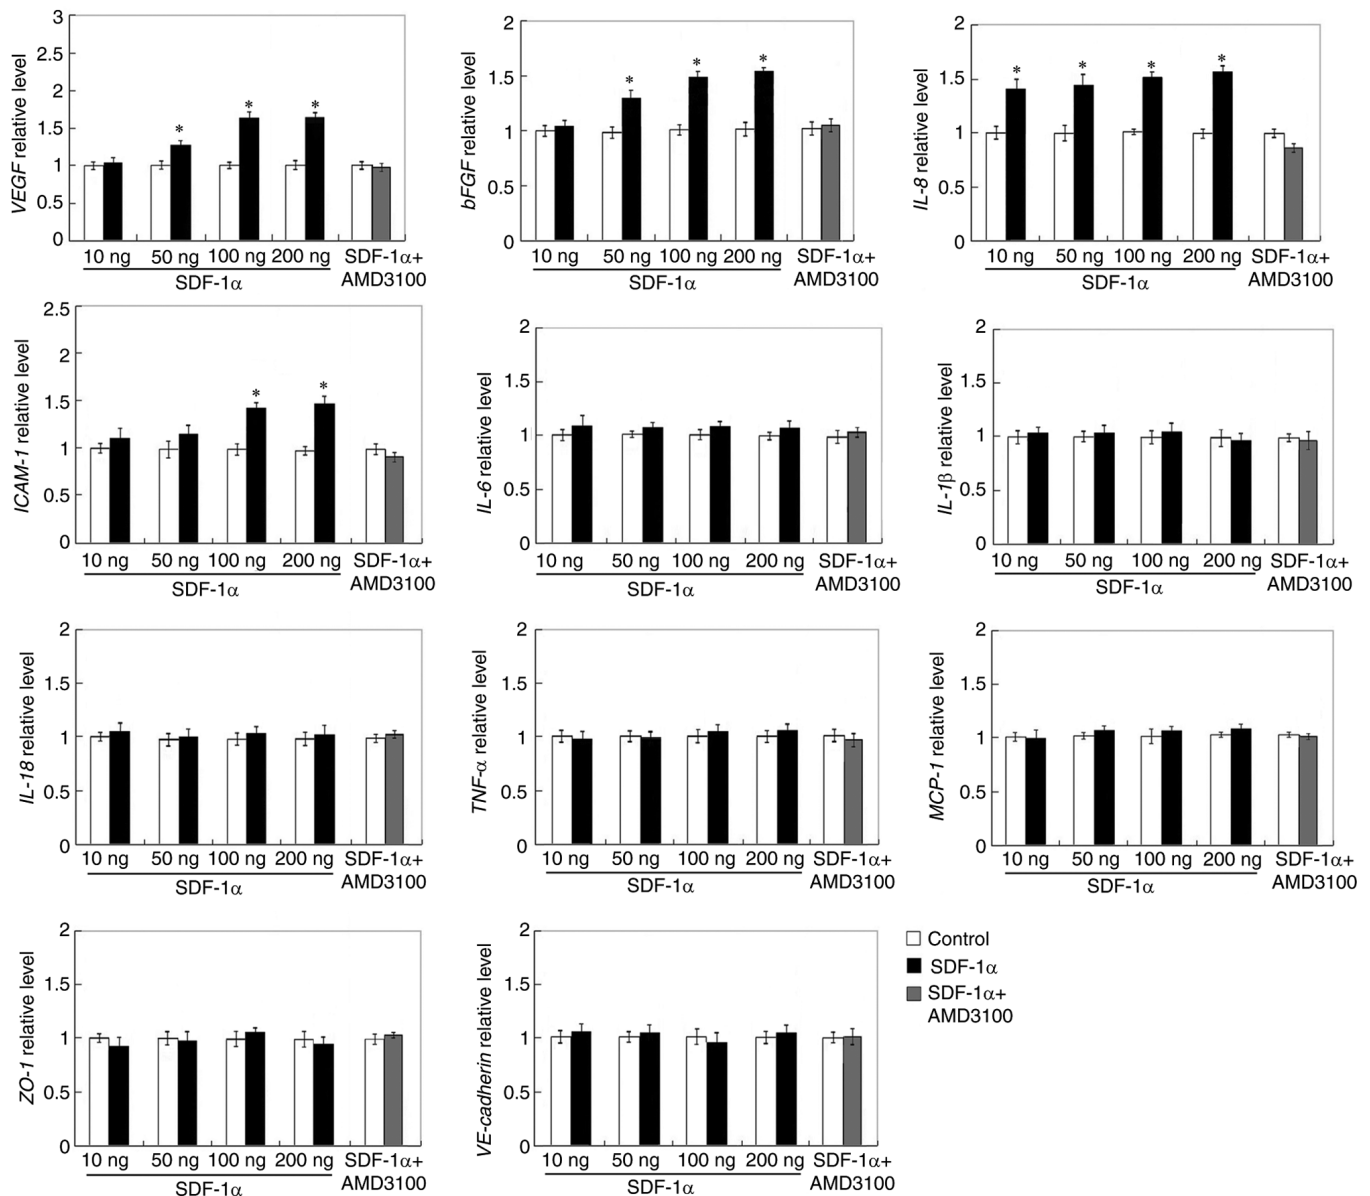 VEGF relative level
3
2.5
2
1.5
1
0.5
0
* * *
10 ng 50 ng 100 ng 200 ng SDF-1α+
AMD3100
SDF-1α
bFGF relative level
2
1.5
1
0.5
0
* * *
10 ng 50 ng 100 ng 200 ng SDF-1α+
AMD3100
SDF-1α
IL-8 relative level
2
1.5
1
0.5
0
* * * *
10 ng 50 ng 100 ng 200 ng SDF-1α+
AMD3100
SDF-1α
ICAM-1 relative level
2.5
2
1.5
1
0.5
0
* *
10 ng 50 ng 100 ng 200 ng SDF-1α+
AMD3100
SDF-1α
IL-6 relative level
2
1.5
1
0.5
0
10 ng 50 ng 100 ng 200 ng SDF-1α+
AMD3100
SDF-1α
IL-1β relative level
2
1.5
1
0.5
0
10 ng 50 ng 100 ng 200 ng SDF-1α+
AMD3100
SDF-1α
IL-18 relative level
2
1.5
1
0.5
0
10 ng 50 ng 100 ng 200 ng SDF-1α+
AMD3100
SDF-1α
TNF-α relative level
2
1.5
1
0.5
0
10 ng 50 ng 100 ng 200 ng SDF-1α+
AMD3100
SDF-1α
MCP-1 relative level
2
1.5
1
0.5
0
10 ng 50 ng 100 ng 200 ng SDF-1α+
AMD3100
SDF-1α
ZO-1 relative level
2
1.5
1
0.5
0
10 ng 50 ng 100 ng 200 ng SDF-1α+
AMD3100
SDF-1α
VE-cadherin relative level
2
1.5
1
0.5
0
10 ng 50 ng 100 ng 200 ng SDF-1α+
AMD3100
SDF-1α
Control
SDF-1α
SDF-1α+
AMD3100